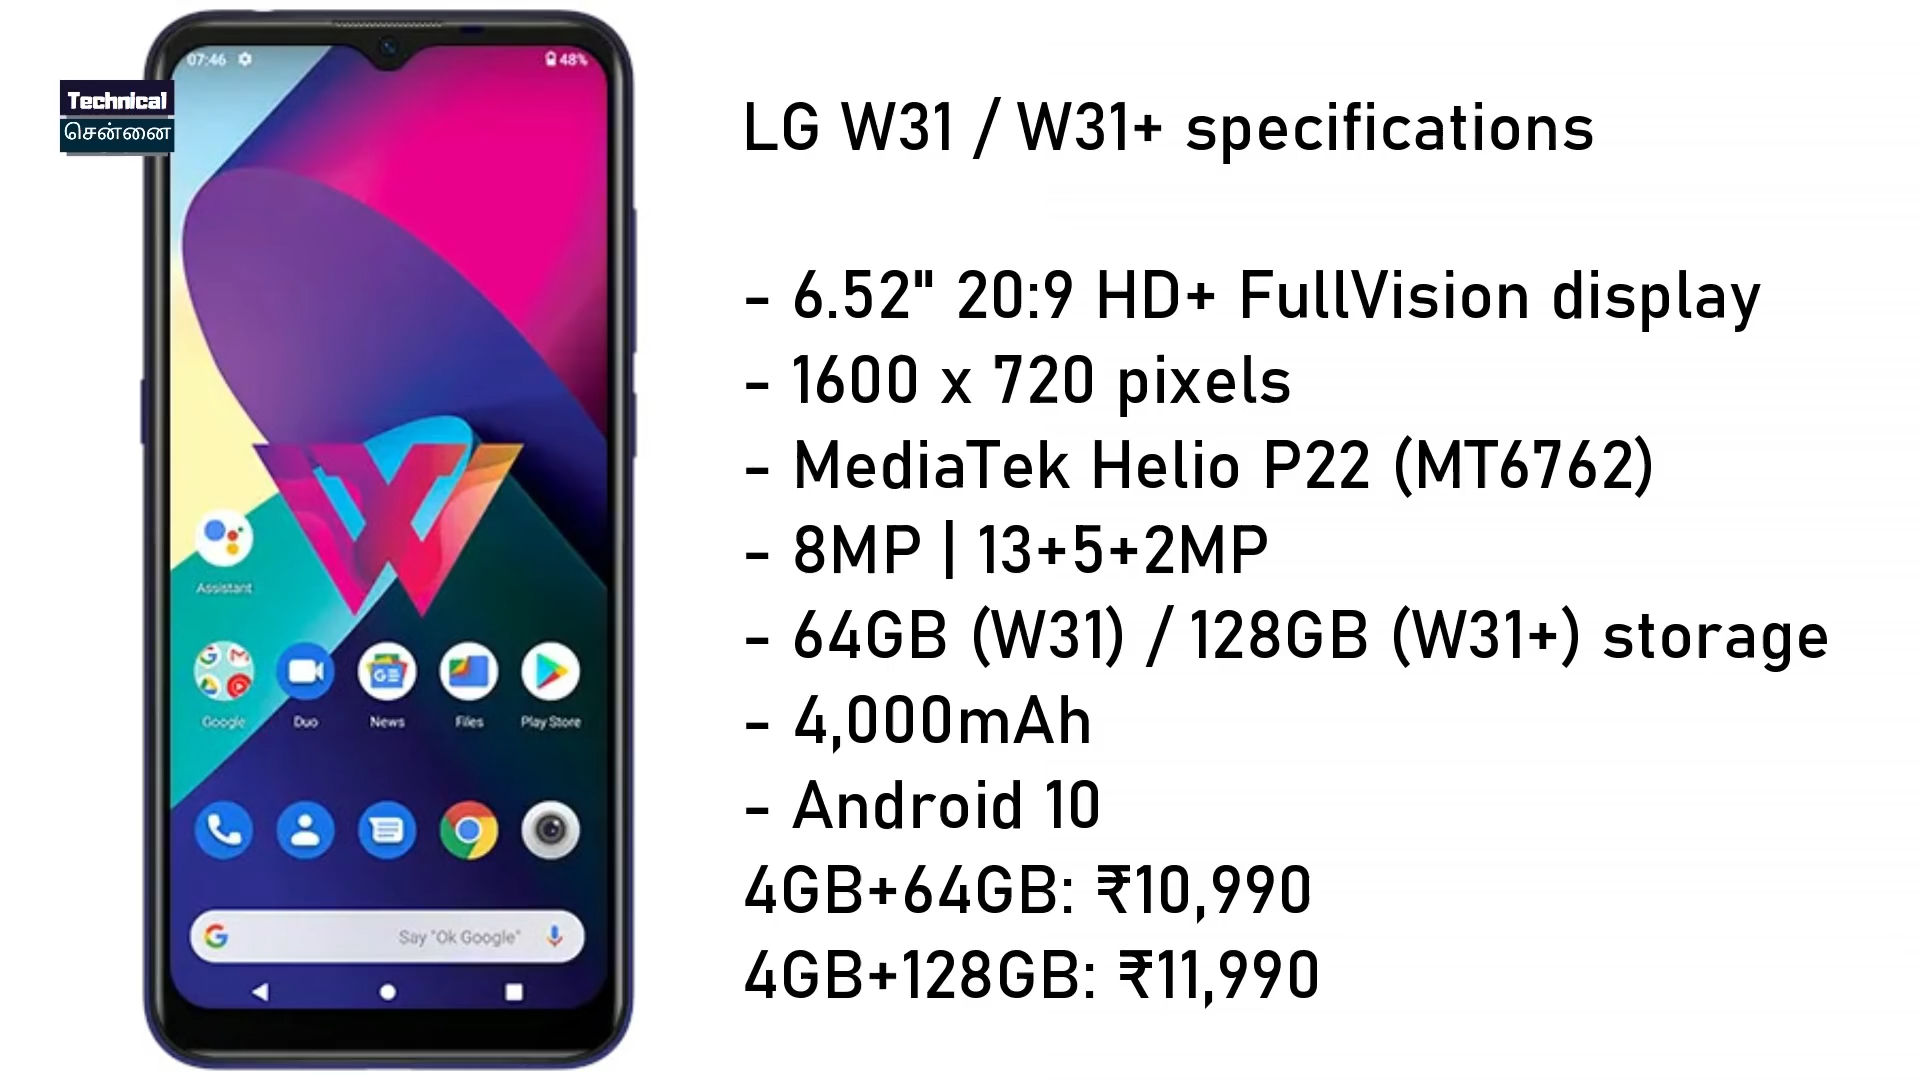 07:46
48%
Technical
சென்னை
LG W31 / W31+ specifications
- 6.52" 20:9 HD+ FullVision display
- 1600 x 720 pixels
- MediaTek Helio P22 (MT6762)
- 8MP | 13+5+2MP
- 64GB (W31) / 128GB (W31+) storage
- 4,000mAh
- Android 10
4GB+64GB: ₹10,990
4GB+128GB: ₹11,990
W
Assistant
Google Duo News Files Play Store
G Say "Ok Google"